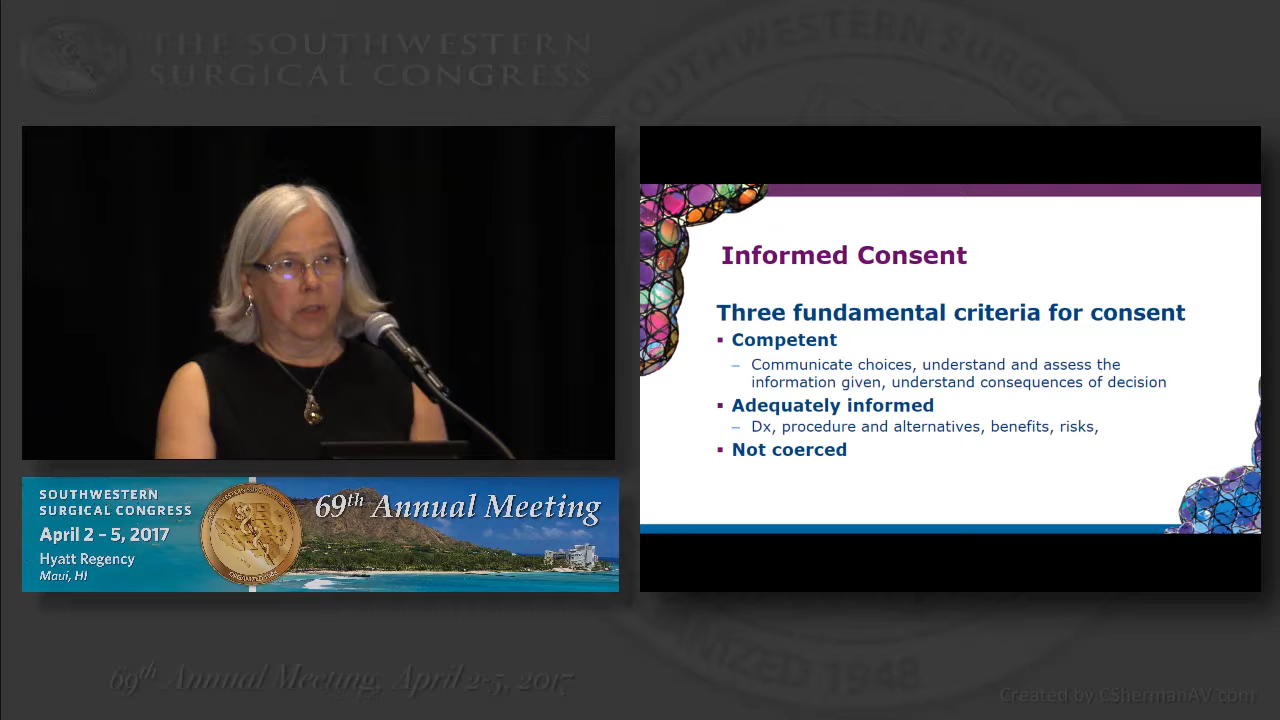 THE SOUTHWESTERN
SURGICAL CONGRESS
Informed Consent
Three fundamental criteria for consent
▪ Competent
– Communicate choices, understand and assess the
information given, understand consequences of decision
▪ Adequately informed
– Dx, procedure and alternatives, benefits, risks,
▪ Not coerced
SOUTHWESTERN
SURGICAL CONGRESS
April 2 – 5, 2017
Hyatt Regency
Maui, HI
69th Annual Meeting
SOUTHWESTERN SURGICAL
1948
69th Annual Meeting, April 2-5, 2017
Created by CShermanAV.com